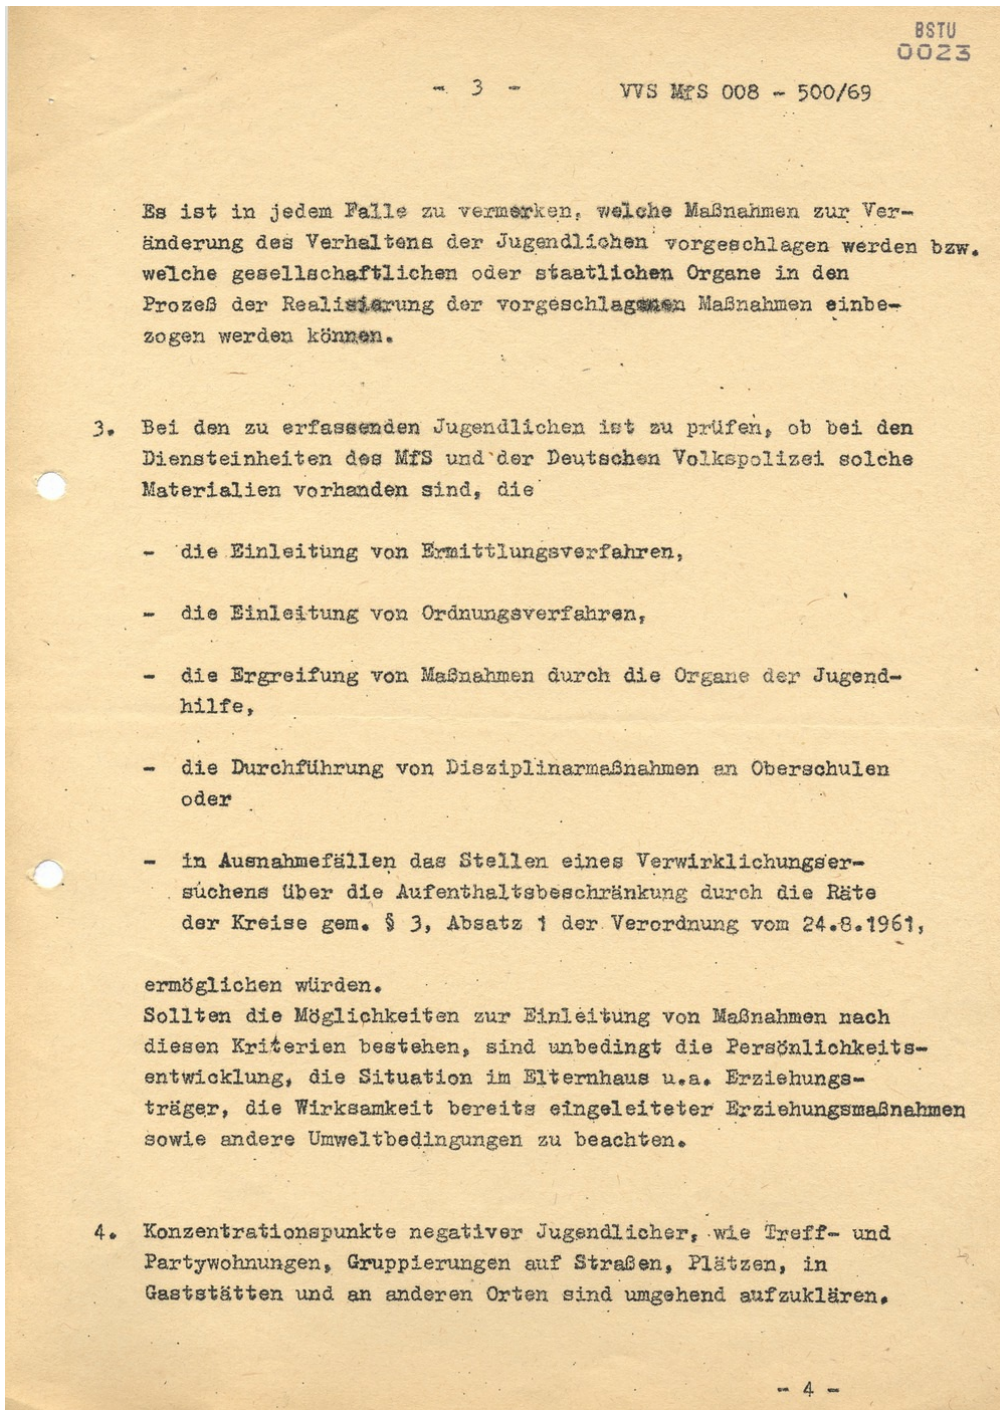 BSTU
0023
- 3 -
VVS MfS 008 - 500/69
Es ist in jedem Falle zu vermerken, welche Maßnahmen zur Ver-
änderung des Verhaltens der Jugendlichen vorgeschlagen werden bzw.
welche gesellschaftlichen oder staatlichen Organe in den
Prozeß der Realisierung der vorgeschlagenen Maßnahmen einbe-
zogen werden können.
3. Bei den zu erfassenden Jugendlichen ist zu prüfen, ob bei den
Diensteinheiten des MfS und der Deutschen Volkspolizei solche
Materialien vorhanden sind, die
- die Einleitung von Ermittlungsverfahren,
- die Einleitung von Ordnungsverfahren,
- die Ergreifung von Maßnahmen durch die Organe der Jugend-
hilfe,
- die Durchführung von Disziplinarmaßnahmen an Oberschulen
oder
- in Ausnahmefällen das Stellen eines Verwirklichungser-
suchens über die Aufenthaltsbeschränkung durch die Räte
der Kreise gem. § 3, Absatz 1 der Verordnung vom 24.8.1961,
ermöglichen würden.
Sollten die Möglichkeiten zur Einleitung von Maßnahmen nach
diesen Kriterien bestehen, sind unbedingt die Persönlichkeits-
entwicklung, die Situation im Elternhaus u.a. Erziehungs-
träger, die Wirksamkeit bereits eingeleiteter Erziehungsmaßnahmen
sowie andere Umweltbedingungen zu beachten.
4. Konzentrationspunkte negativer Jugendlicher, wie Treff- und
Partywohnungen, Gruppierungen auf Straßen, Plätzen, in
Gaststätten und an anderen Orten sind umgehend aufzuklären.
- 4 -